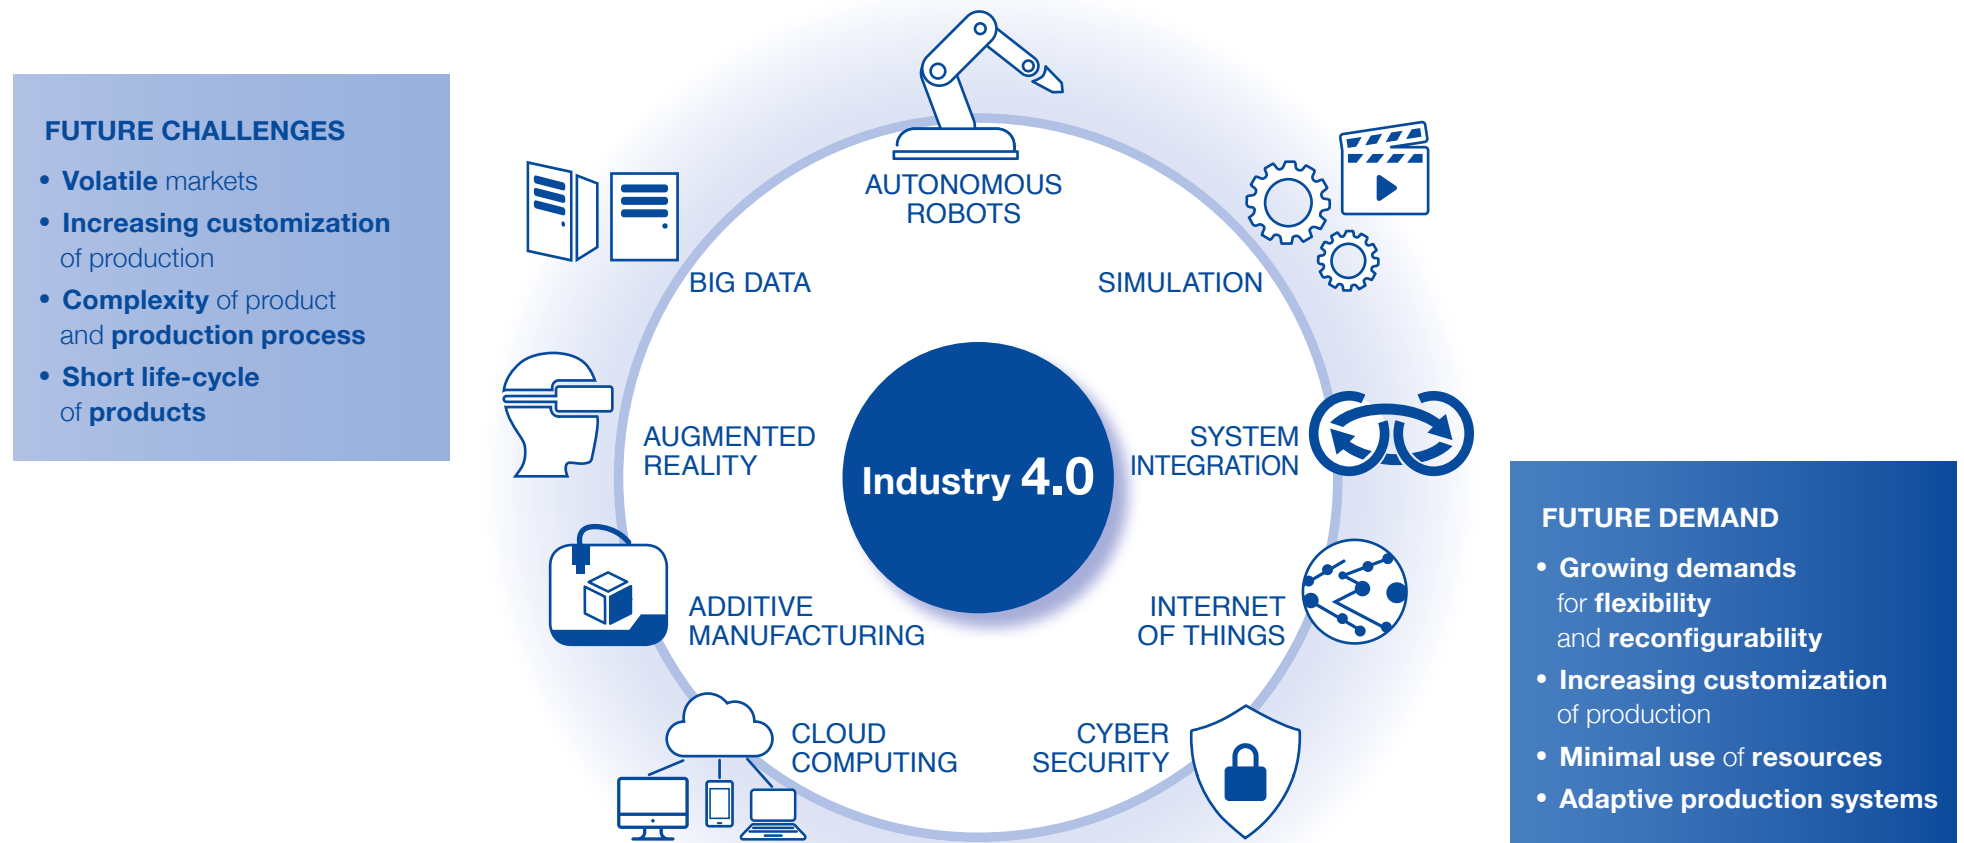 FUTURE CHALLENGES
• Volatile markets
• Increasing customization
of production
• Complexity of product
and production process
• Short life-cycle
of products
AUTONOMOUS
ROBOTS
BIG DATA
SIMULATION
AUGMENTED
REALITY
Industry 4.0
SYSTEM
INTEGRATION
ADDITIVE
MANUFACTURING
INTERNET
OF THINGS
CLOUD
COMPUTING
CYBER
SECURITY
FUTURE DEMAND
• Growing demands
for flexibility
and reconfigurability
• Increasing customization
of production
• Minimal use of resources
• Adaptive production systems